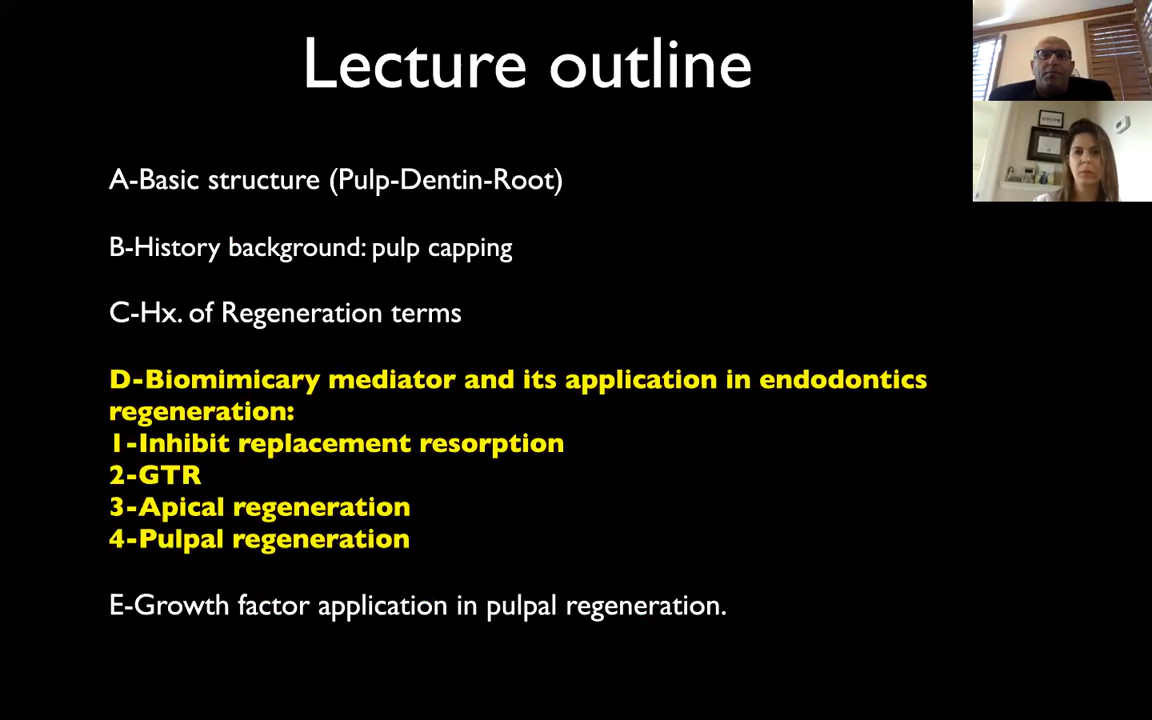 Lecture outline
A-Basic structure (Pulp-Dentin-Root)
B-History background: pulp capping
C-Hx. of Regeneration terms
D-Biomimicary mediator and its application in endodontics
regeneration:
1-Inhibit replacement resorption
2-GTR
3-Apical regeneration
4-Pulpal regeneration
E-Growth factor application in pulpal regeneration.